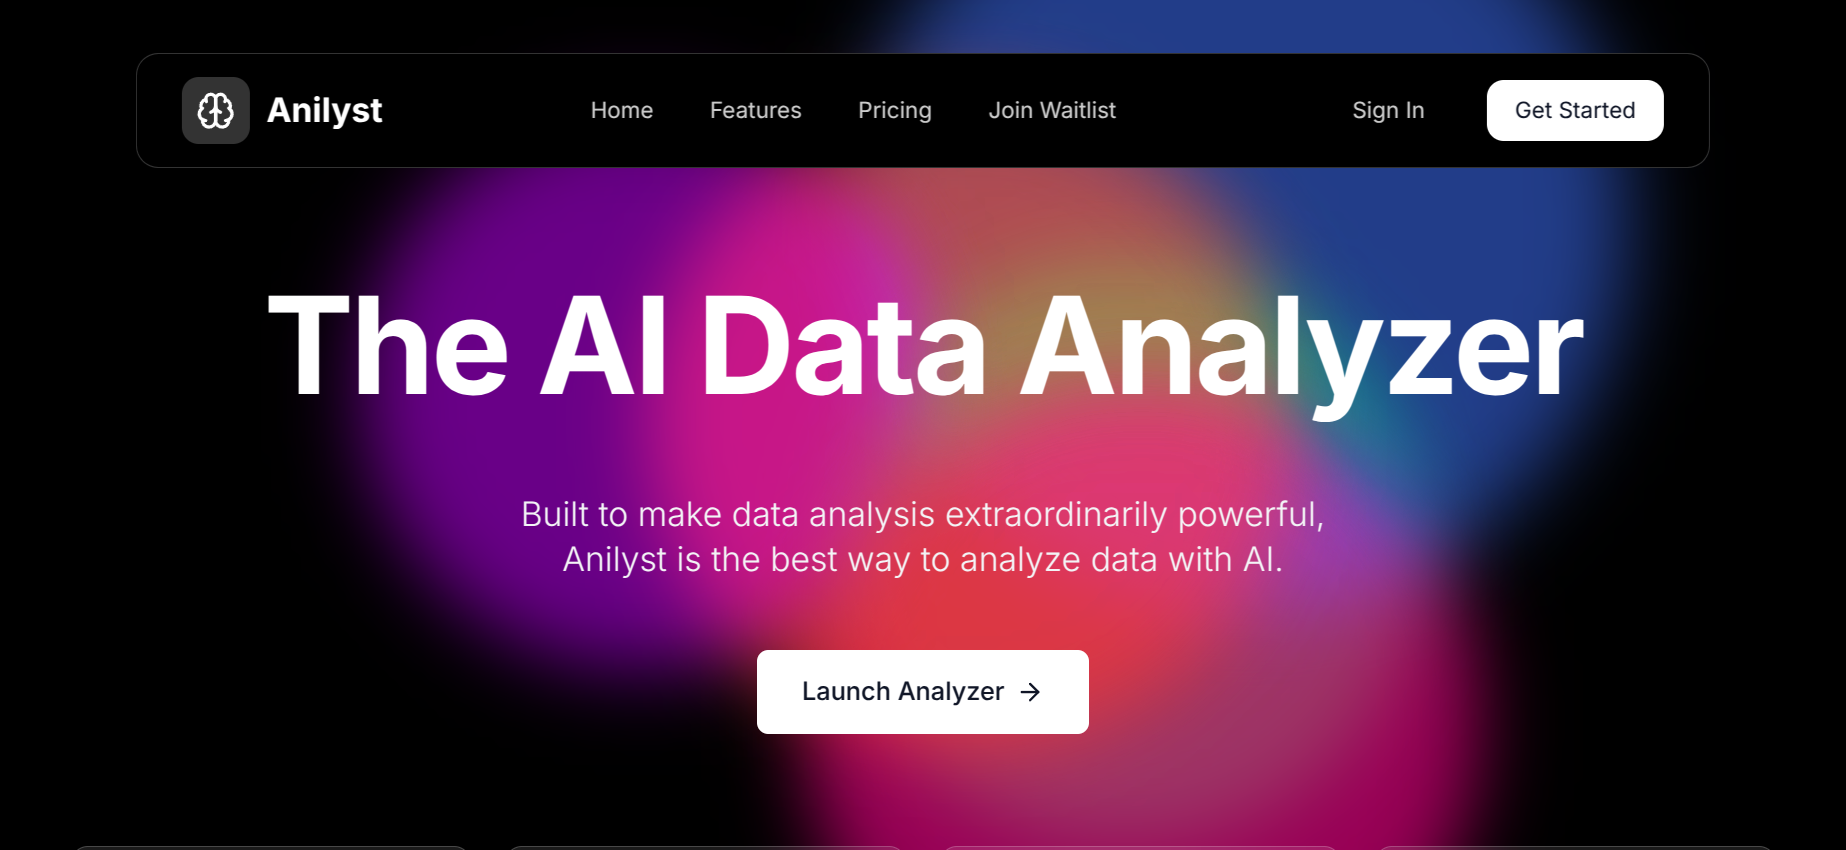 Anilyst
Home
Features
Pricing
Join Waitlist
Sign In
Get Started
The AI Data Analyzer
Built to make data analysis extraordinarily powerful,
Anilyst is the best way to analyze data with AI.
Launch Analyzer